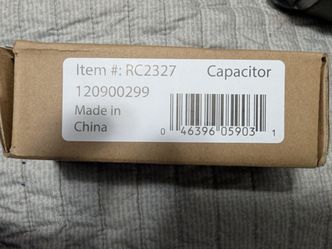 Item #: RC2327 Capacitor
120900299
Made in
China
0 46396 05903 1